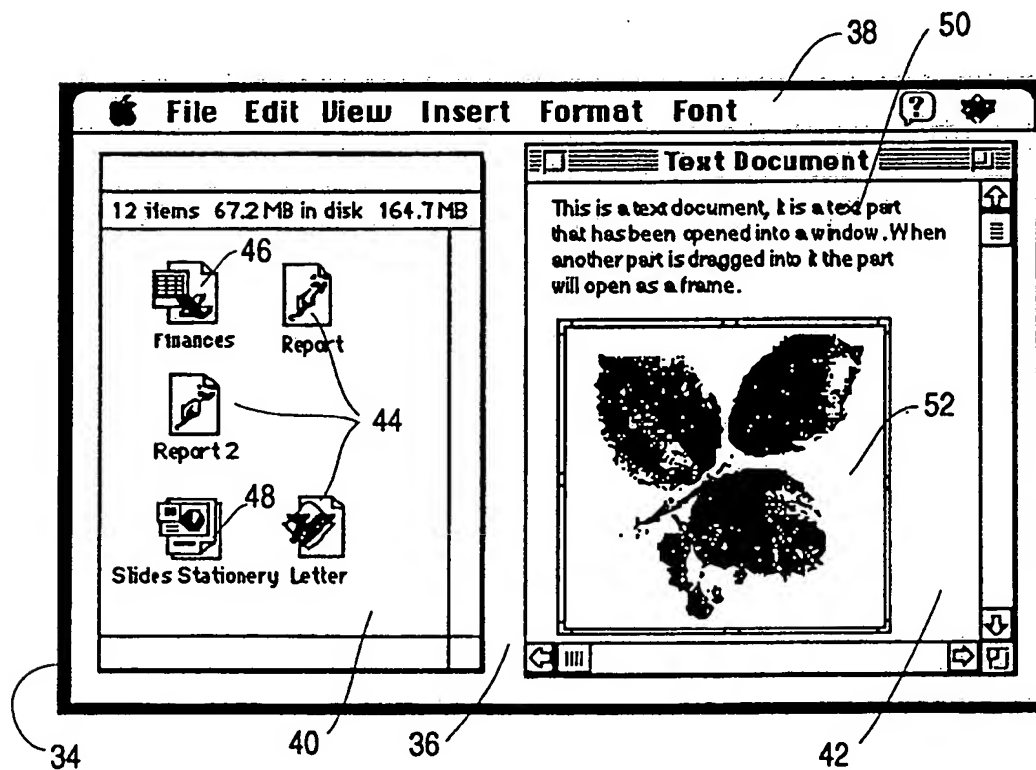 50
38
File Edit View Insert Format Font
?
Text Document
12 items 67.2 MB in disk 164.7 MB
This is a text document, it is a text part
that has been opened into a window. When
another part is dragged into it the part
will open as a frame.
46
Finances Report
44
52
Report 2
48
Slides Stationery Letter
34
40
36
42